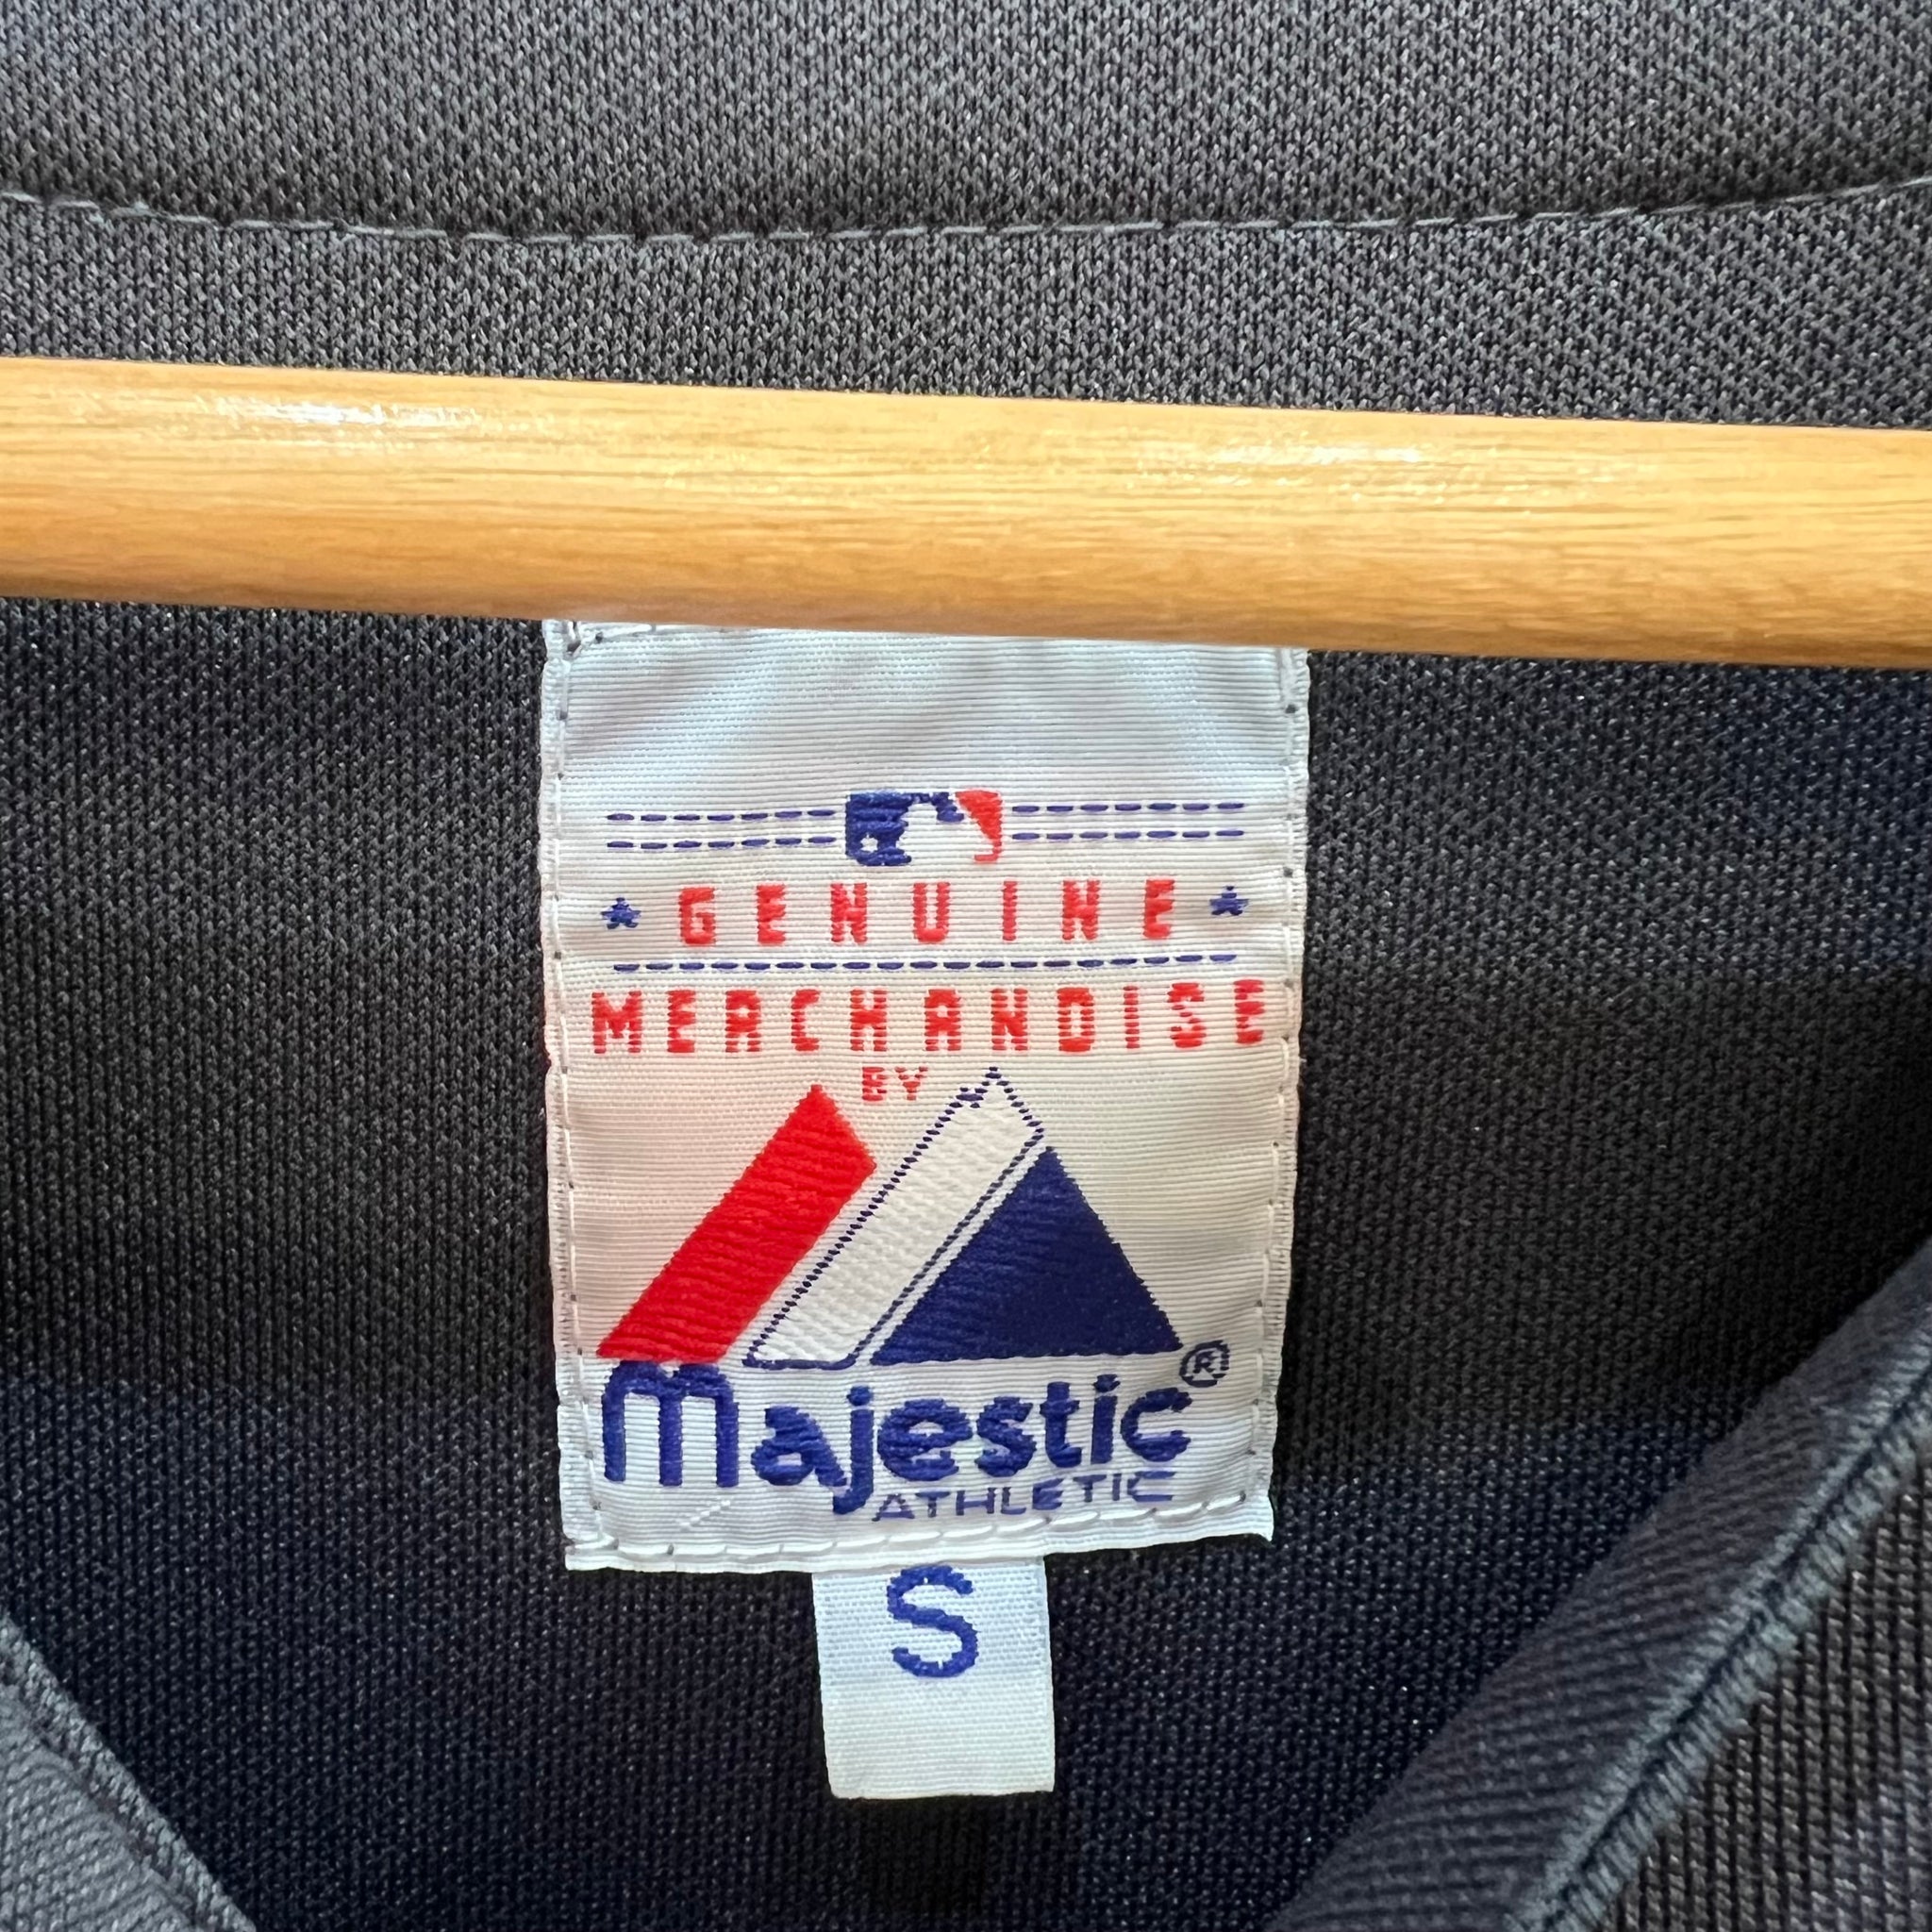 GENUINE
MERCHANDISE
BY
Majestic®
ATHLETIC
S